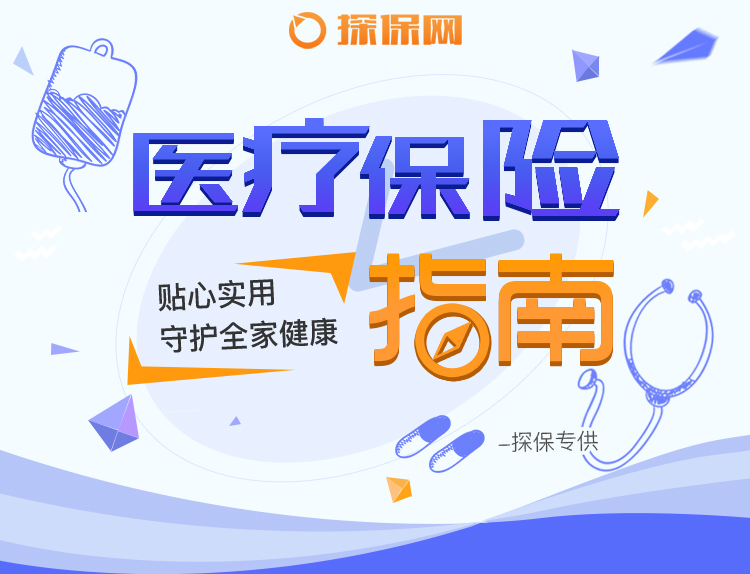 探保网
医疗保险
指南
贴心实用
守护全家健康
–探保专供